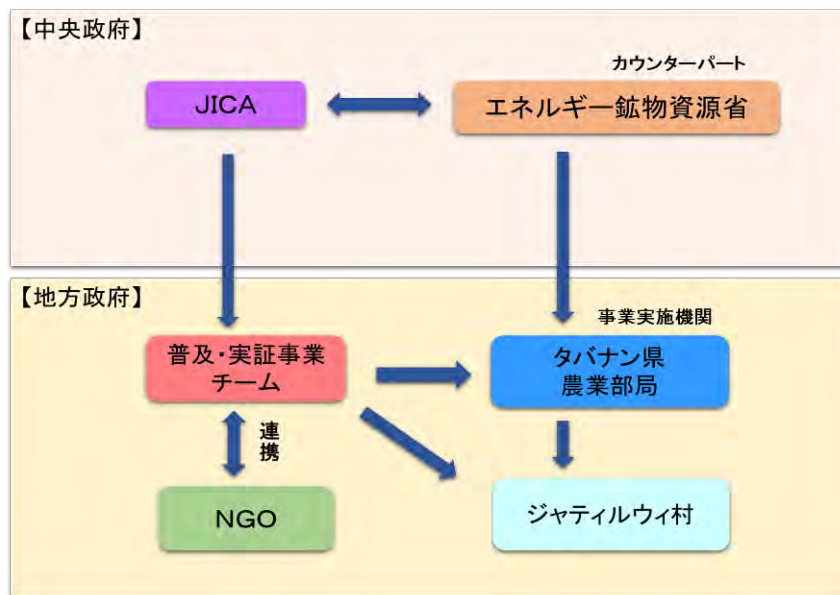 【中央政府】
カウンターパート
JICA
エネルギー鉱物資源省
【地方政府】
事業実施機関
普及・実証事業
チーム
タバナン県
農業部局
連携
NGO
ジャティルウィ村